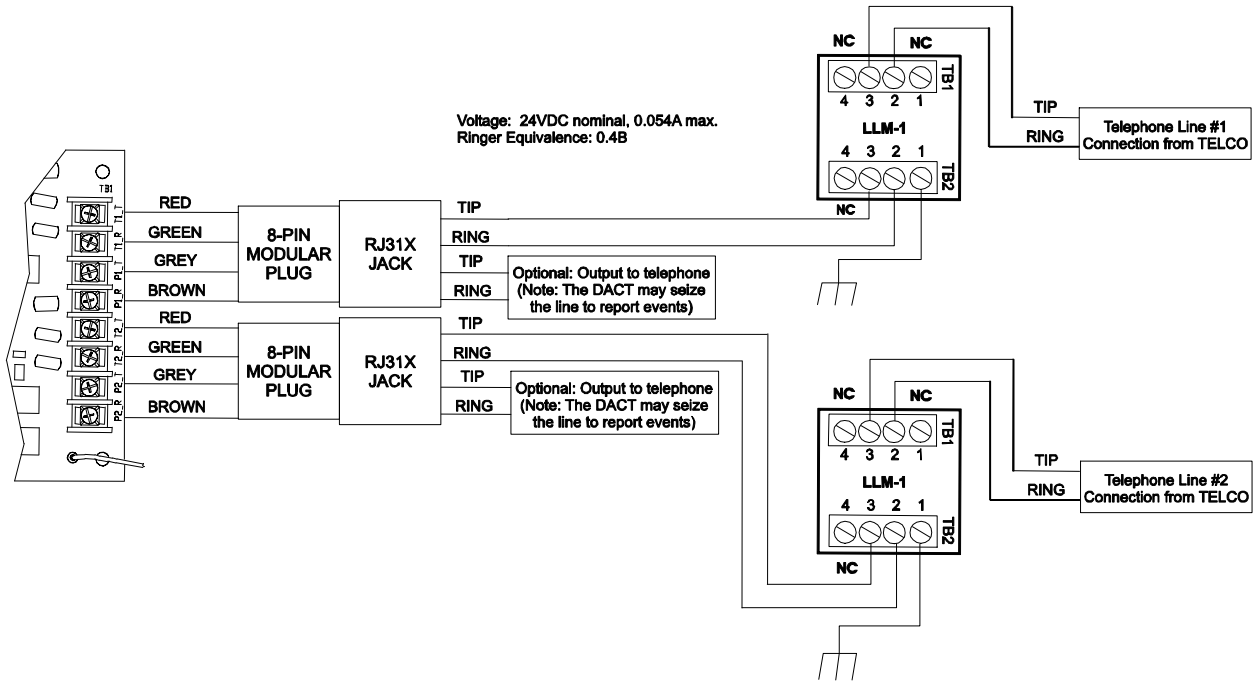 Voltage: 24VDC nominal, 0.054A max.
Ringer Equivalence: 0.4B
TB1
T1_T
T1_R
P1_T
P1_R
T2_T
T2_R
P2_T
P2_R
RED
GREEN
GREY
BROWN
8-PIN
MODULAR
PLUG
RJ31X
JACK
TIP
RING
TIP
RING
Optional: Output to telephone
(Note: The DACT may seize
the line to report events)
RED
GREEN
GREY
BROWN
8-PIN
MODULAR
PLUG
RJ31X
JACK
TIP
RING
TIP
RING
Optional: Output to telephone
(Note: The DACT may seize
the line to report events)
NC
NC
TB1
4 3 2 1
LLM-1
4 3 2 1
TB2
NC
TIP
RING
Telephone Line #1
Connection from TELCO
NC
NC
TB1
4 3 2 1
LLM-1
4 3 2 1
TB2
NC
TIP
RING
Telephone Line #2
Connection from TELCO